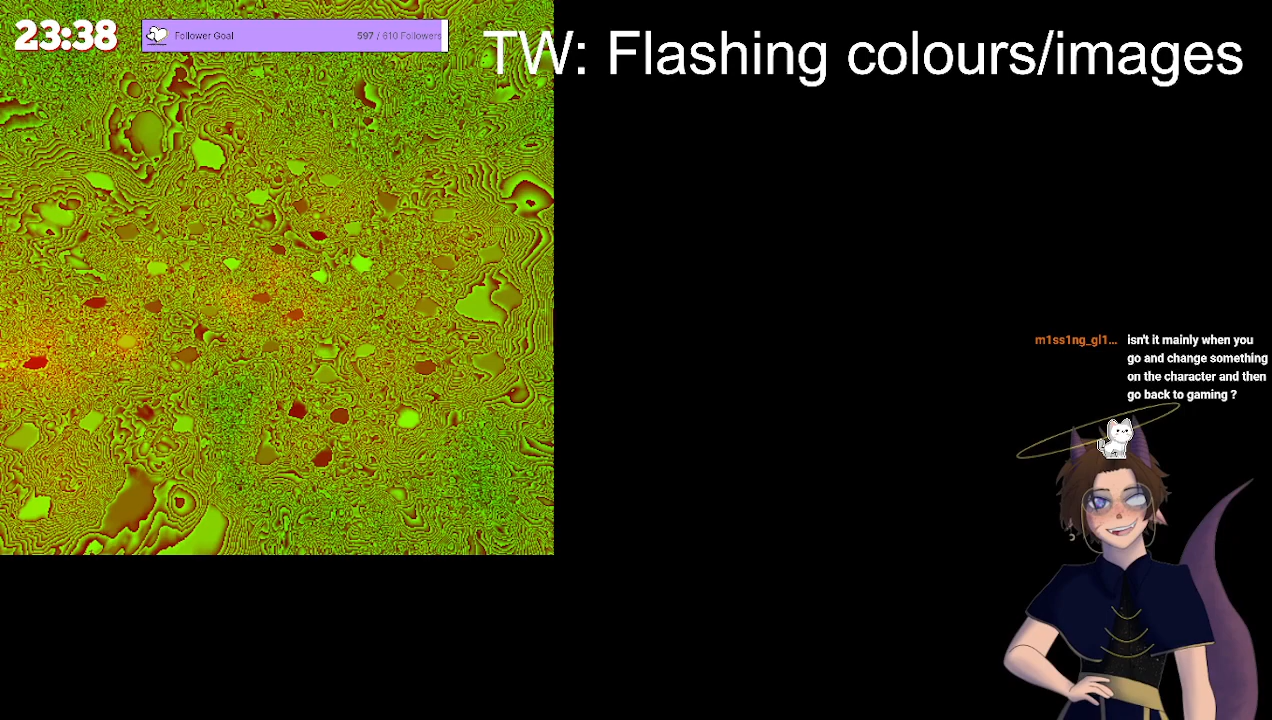 23:38
Follower Goal 597 / 610 Followers
TW: Flashing colours/images
m1ss1ng_gl1... isn't it mainly when you
go and change something
on the character and then
go back to gaming ?